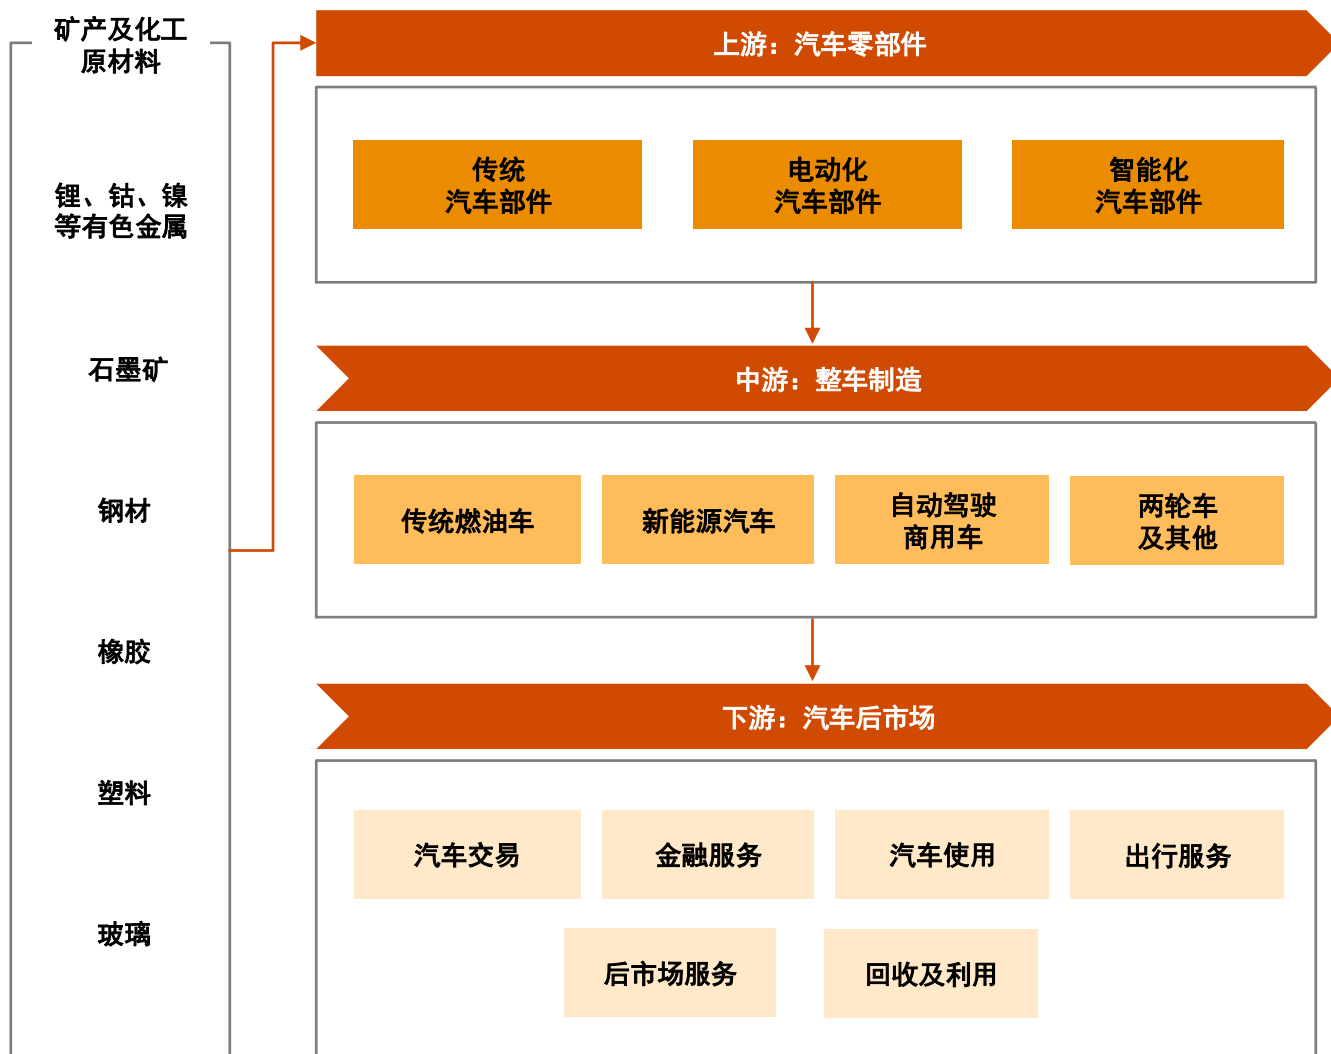 矿产及化工
原材料
锂、钴、镍
等有色金属
石墨矿
钢材
橡胶
塑料
玻璃
上游：汽车零部件
传统
汽车部件
电动化
汽车部件
智能化
汽车部件
中游：整车制造
传统燃油车
新能源汽车
自动驾驶
商用车
两轮车
及其他
下游：汽车后市场
汽车交易
金融服务
汽车使用
出行服务
后市场服务
回收及利用